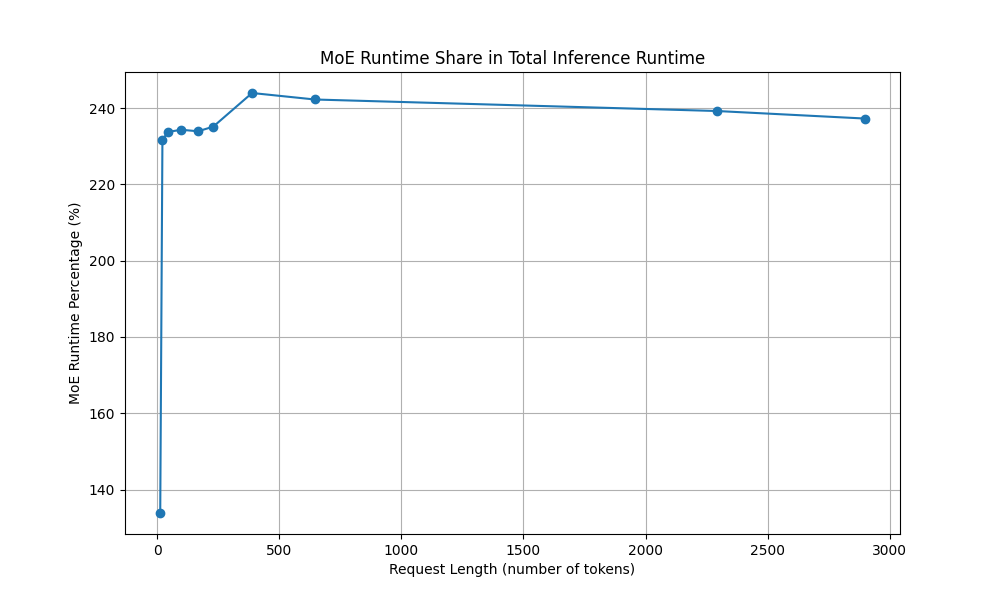 MoE Runtime Share in Total Inference Runtime
240
220
200
180
160
140
MoE Runtime Percentage (%)
0 500 1000 1500 2000 2500 3000
Request Length (number of tokens)